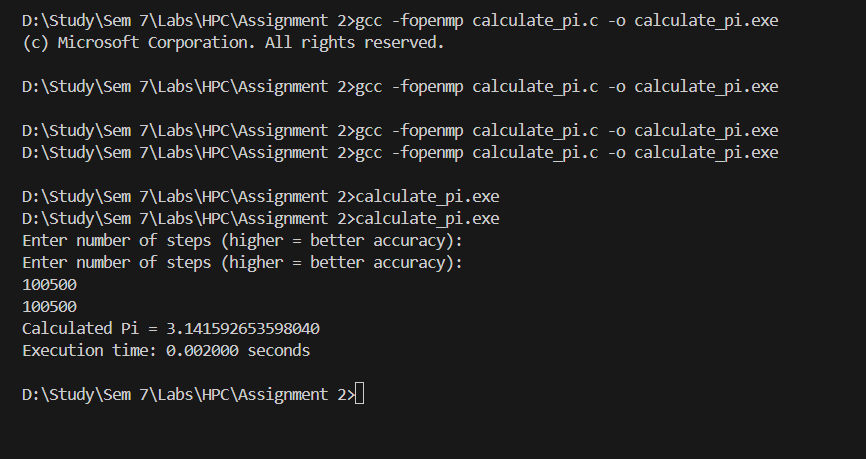 D:\Study\Sem 7\Labs\HPC\Assignment 2>gcc -fopenmp calculate_pi.c -o calculate_pi.exe
(c) Microsoft Corporation. All rights reserved.
D:\Study\Sem 7\Labs\HPC\Assignment 2>gcc -fopenmp calculate_pi.c -o calculate_pi.exe
D:\Study\Sem 7\Labs\HPC\Assignment 2>gcc -fopenmp calculate_pi.c -o calculate_pi.exe
D:\Study\Sem 7\Labs\HPC\Assignment 2>gcc -fopenmp calculate_pi.c -o calculate_pi.exe
D:\Study\Sem 7\Labs\HPC\Assignment 2>calculate_pi.exe
D:\Study\Sem 7\Labs\HPC\Assignment 2>calculate_pi.exe
Enter number of steps (higher = better accuracy):
Enter number of steps (higher = better accuracy):
100500
100500
Calculated Pi = 3.141592653598040
Execution time: 0.002000 seconds
D:\Study\Sem 7\Labs\HPC\Assignment 2>